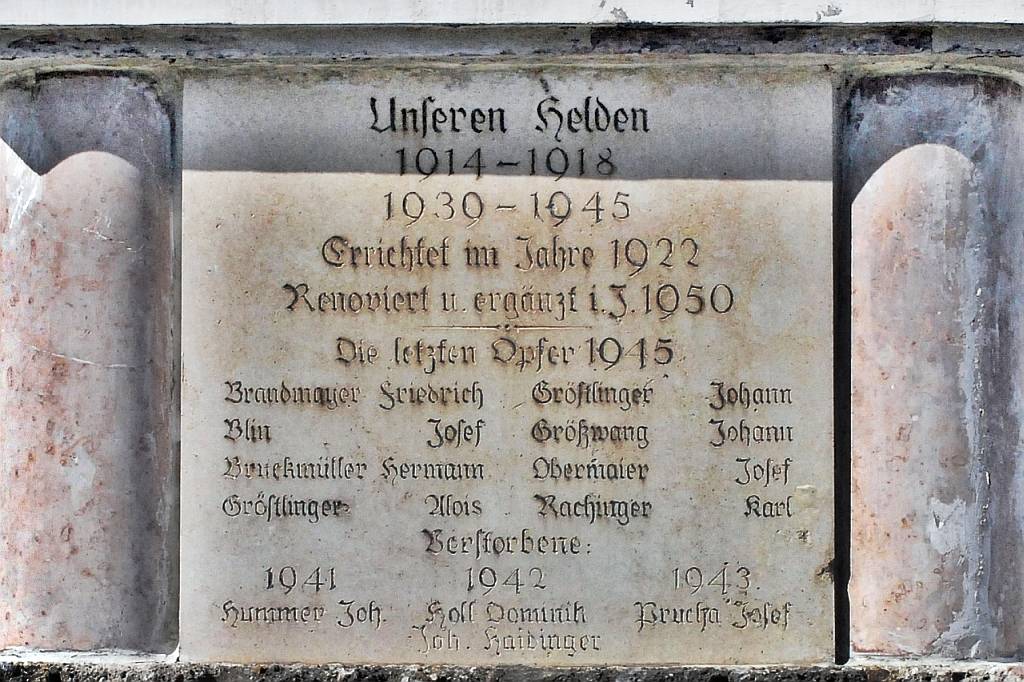 Unseren Helden
1914-1918
1939-1945
Errichtet im Jahre 1922
Renoviert u. ergänzt i.J. 1950
Die letzten Opfer 1945
Brandmayer Friedrich Gröstlinger Johann
Blin Josef Größwang Johann
Bruckmüller Hermann Obermaier Josef
Gröstlinger Alois Rachinger Karl
Verstorbene:
1941 1942 1943
Hummer Joh. Holl Dominik Prucha Josef
Joh. Haidinger